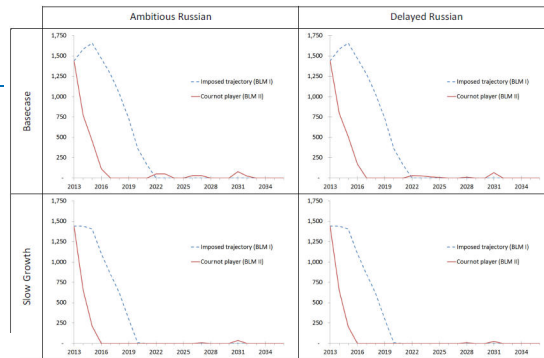 Ambitious Russian
Delayed Russian
Basecase
1,750
1,500
1,250
1,000
750
500
250
-
2013 2016 2019 2022 2025 2028 2031 2034
Imposed trajectory (BLM I)
Cournot player (BLM II)
1,750
1,500
1,250
1,000
750
500
250
-
2013 2016 2019 2022 2025 2028 2031 2034
Imposed trajectory (BLM I)
Cournot player (BLM II)
Slow Growth
1,750
1,500
1,250
1,000
750
500
250
-
2013 2016 2019 2022 2025 2028 2031 2034
Imposed trajectory (BLM I)
Cournot player (BLM II)
1,750
1,500
1,250
1,000
750
500
250
-
2013 2016 2019 2022 2025 2028 2031 2034
Imposed trajectory (BLM I)
Cournot player (BLM II)